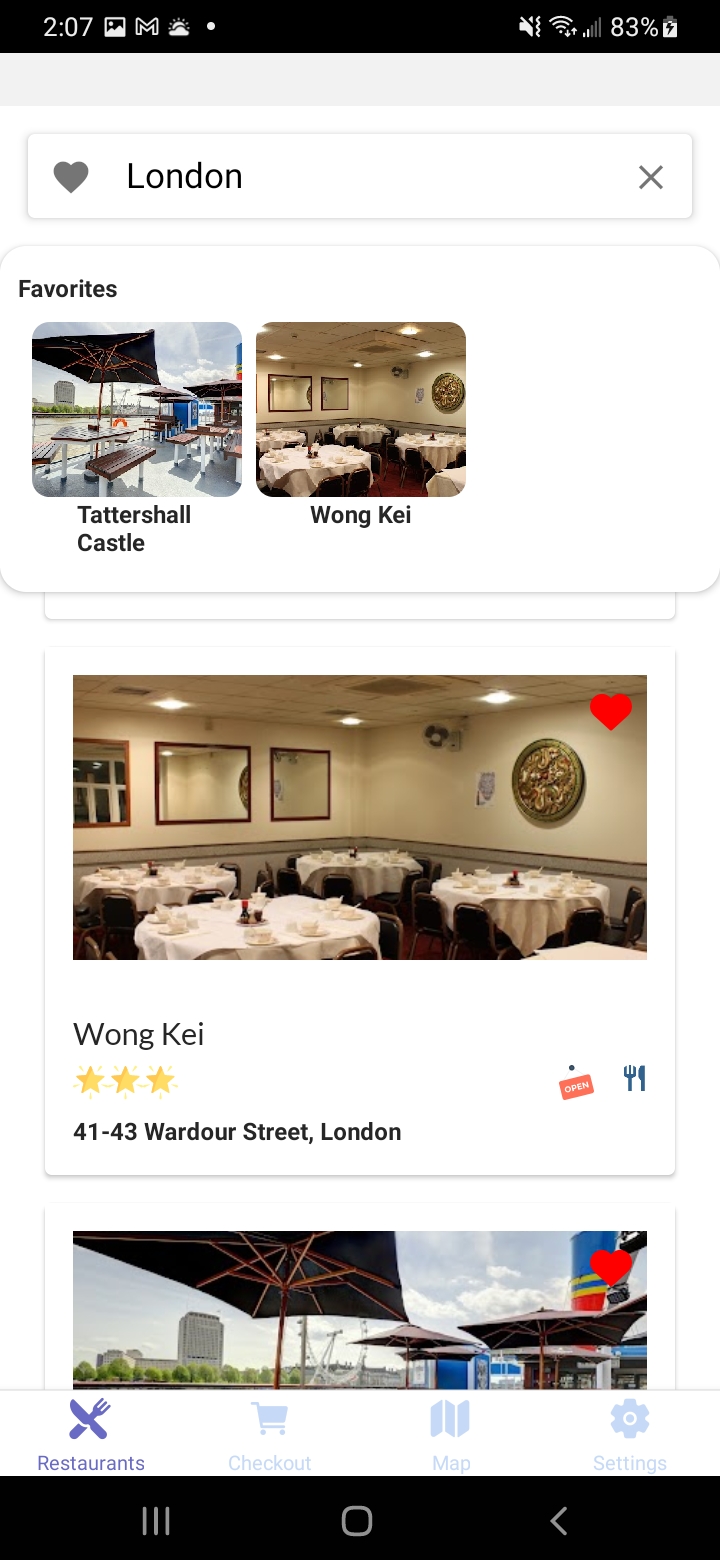 2:07 83%
London
Favorites
Tattershall
Castle
Wong Kei
Wong Kei
OPEN
41-43 Wardour Street, London
Restaurants Checkout Map Settings